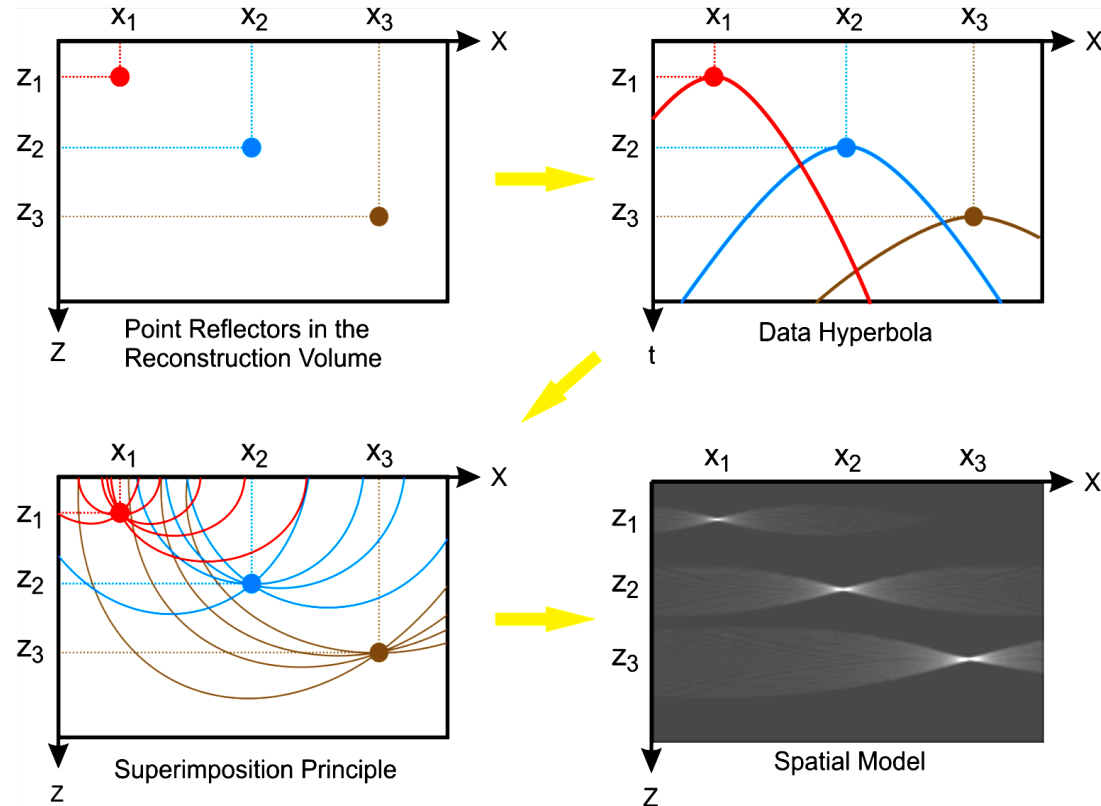 x1 x2 x3
X
z1
z2
z3
Z
Point Reflectors in the
Reconstruction Volume
x1 x2 x3
X
z1
z2
z3
t
Data Hyperbola
x1 x2 x3
X
z1
z2
z3
z
Superimposition Principle
x1 x2 x3
X
z1
z2
z3
Z
Spatial Model